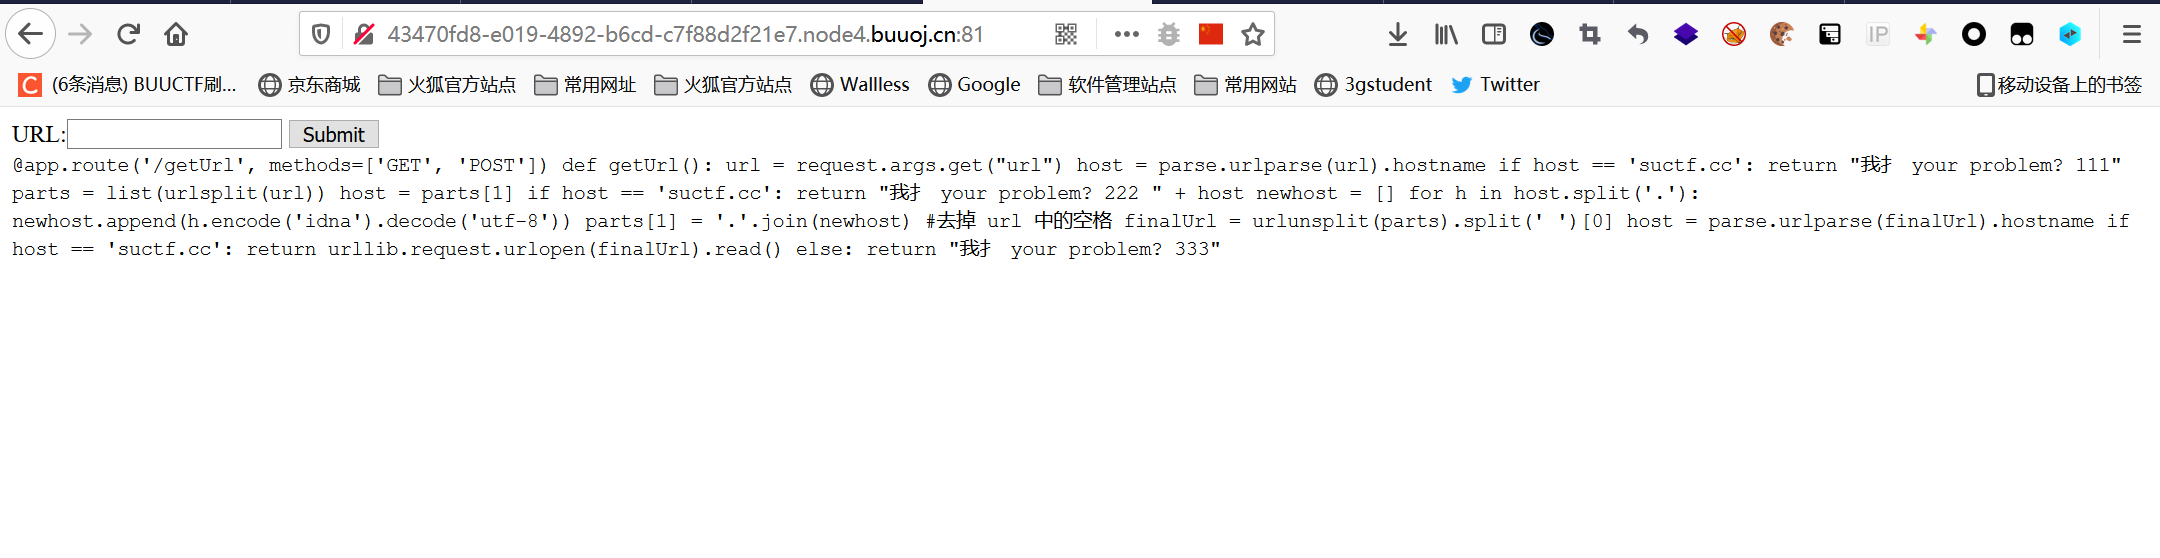 43470fd8-e019-4892-b6cd-c7f88d2f21e7.node4.buuoj.cn:81
IP
C (6条消息) BUUCTF刷... 京东商城 火狐官方站点 常用网址 火狐官方站点 Wallless Google 软件管理站点 常用网站 3gstudent Twitter 移动设备上的书签
URL: Submit
@app.route('/getUrl', methods=['GET', 'POST']) def getUrl(): url = request.args.get("url") host = parse.urlparse(url).hostname if host == 'suctf.cc': return "我扌 your problem? 111"
parts = list(urlsplit(url)) host = parts[1] if host == 'suctf.cc': return "我扌 your problem? 222 " + host newhost = [] for h in host.split('.'):
newhost.append(h.encode('idna').decode('utf-8')) parts[1] = '.'.join(newhost) #去掉 url 中的空格 finalUrl = urlunsplit(parts).split(' ')[0] host = parse.urlparse(finalUrl).hostname if
host == 'suctf.cc': return urllib.request.urlopen(finalUrl).read() else: return "我扌 your problem? 333"